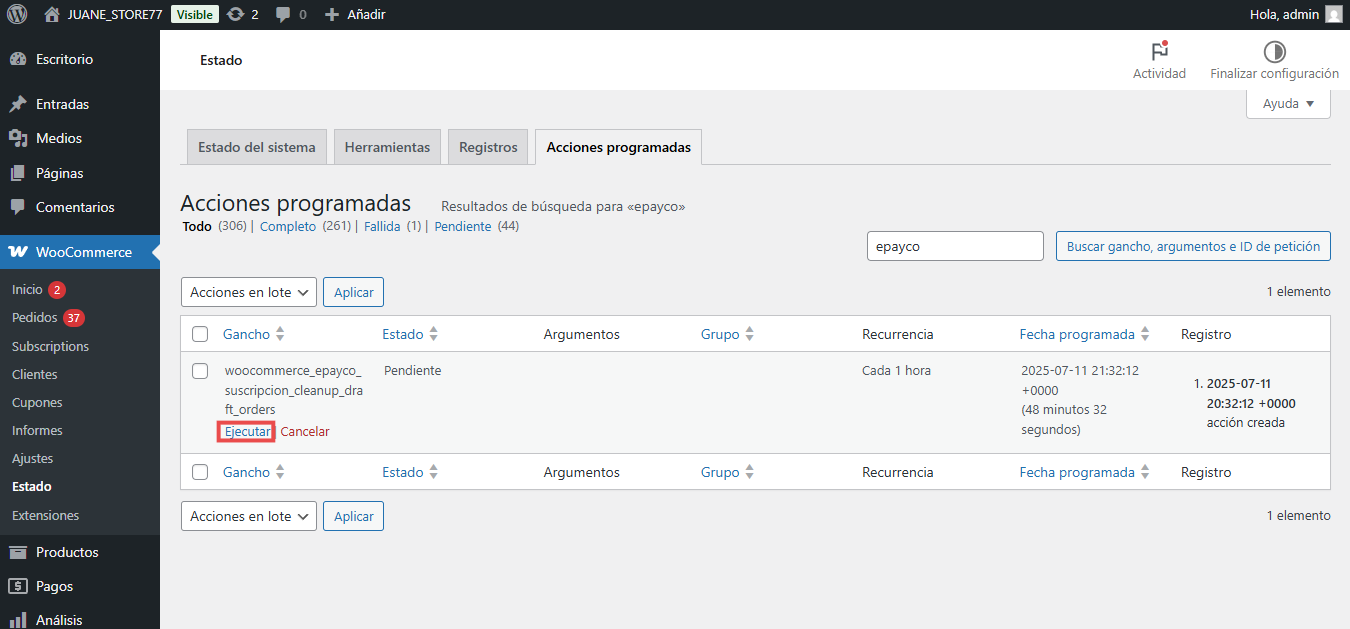 JUANE_STORE77 Visible 2 0 Añadir Hola, admin
Escritorio
Entradas
Medios
Páginas
Comentarios
WooCommerce
Inicio 2
Pedidos 37
Subscriptions
Clientes
Cupones
Informes
Ajustes
Estado
Extensiones
Productos
Pagos
Análisis
Estado
Actividad
Finalizar configuración
Ayuda
Estado del sistema Herramientas Registros Acciones programadas
Acciones programadas Resultados de búsqueda para «epayco»
Todo (306) | Completo (261) | Fallida (1) | Pendiente (44)
epayco Buscar gancho, argumentos e ID de petición
Acciones en lote Aplicar 1 elemento
Gancho Estado Argumentos Grupo Recurrencia Fecha programada Registro
woocommerce_epayco_
suscripcion_cleanup_dra
ft_orders
Ejecutar Cancelar
Pendiente
Cada 1 hora
2025-07-11 21:32:12
+0000
(48 minutos 32
segundos)
1. 2025-07-11
20:32:12 +0000
acción creada
Gancho Estado Argumentos Grupo Recurrencia Fecha programada Registro
Acciones en lote Aplicar 1 elemento